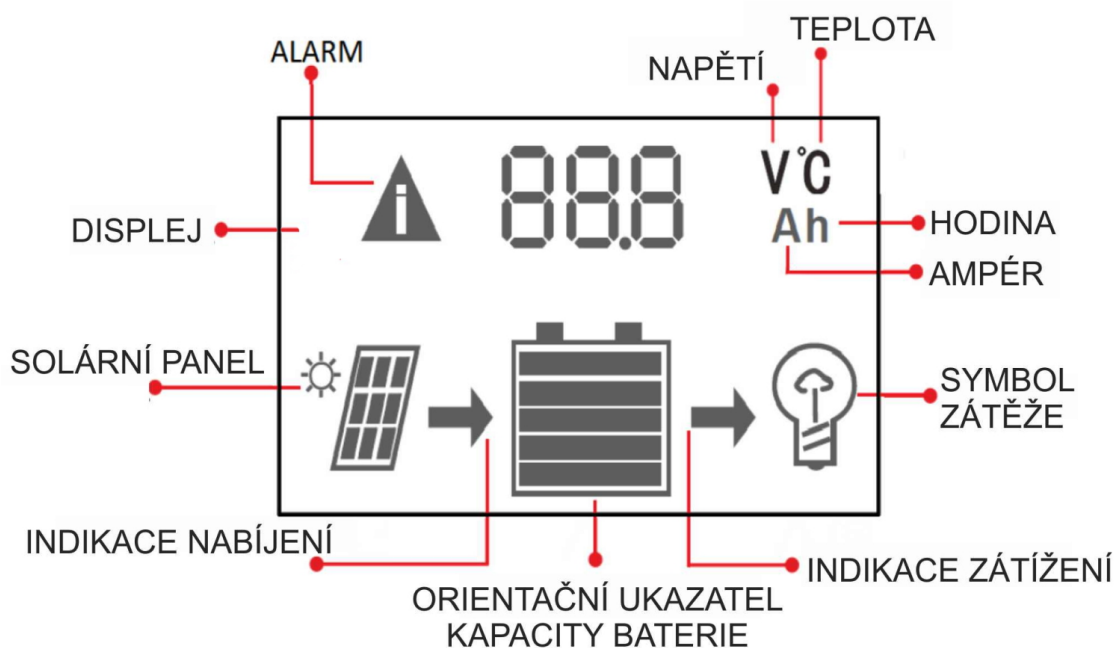 TEPLOTA
ALARM
NAPĚTÍ
88.8
V°C
Ah
DISPLEJ
HODINA
AMPÉR
SOLÁRNÍ PANEL
SYMBOL
ZÁTĚŽE
INDIKACE NABÍJENÍ
INDIKACE ZÁTÍŽENÍ
ORIENTAČNÍ UKAZATEL
KAPACITY BATERIE